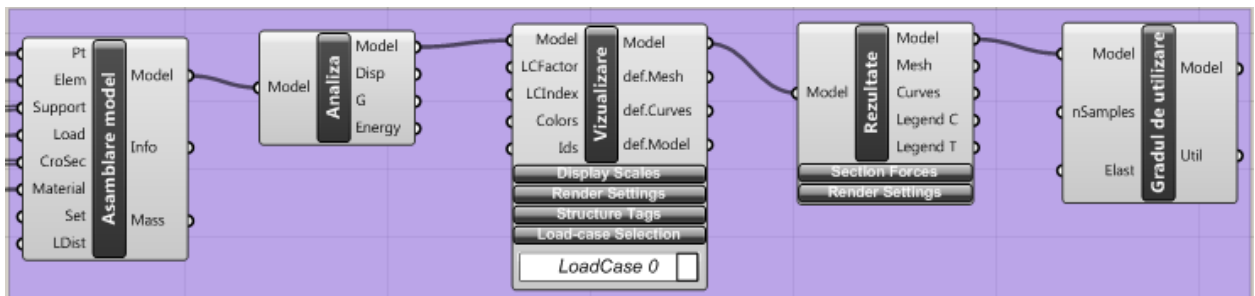 Pt
Elem
Support
Load
CroSec
Material
Set
LDist
Asamblare model
Model
Info
Mass
Model
Analiza
Model
Disp
G
Energy
Model
LCFactor
LCIndex
Colors
Ids
Vizualizare
Model
def.Mesh
def.Curves
def.Model
Display Scales
Render Settings
Structure Tags
Load-case Selection
LoadCase 0
Model
Rezultate
Model
Mesh
Curves
Legend C
Legend T
Section Forces
Render Settings
Model
nSamples
Elast
Gradul de utilizare
Model
Util